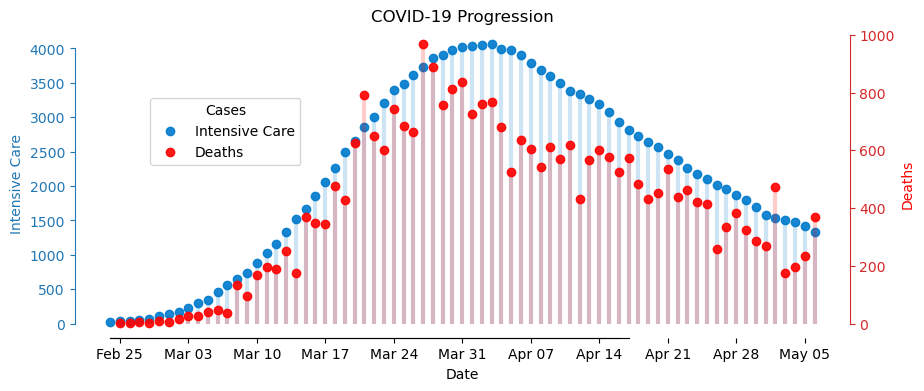 COVID-19 Progression
4000
3500
3000
2500
2000
1500
1000
500
0
Intensive Care
Cases
Intensive Care
Deaths
1000
800
600
400
200
0
Deaths
Feb 25 Mar 03 Mar 10 Mar 17 Mar 24 Mar 31 Apr 07 Apr 14 Apr 21 Apr 28 May 05
Date